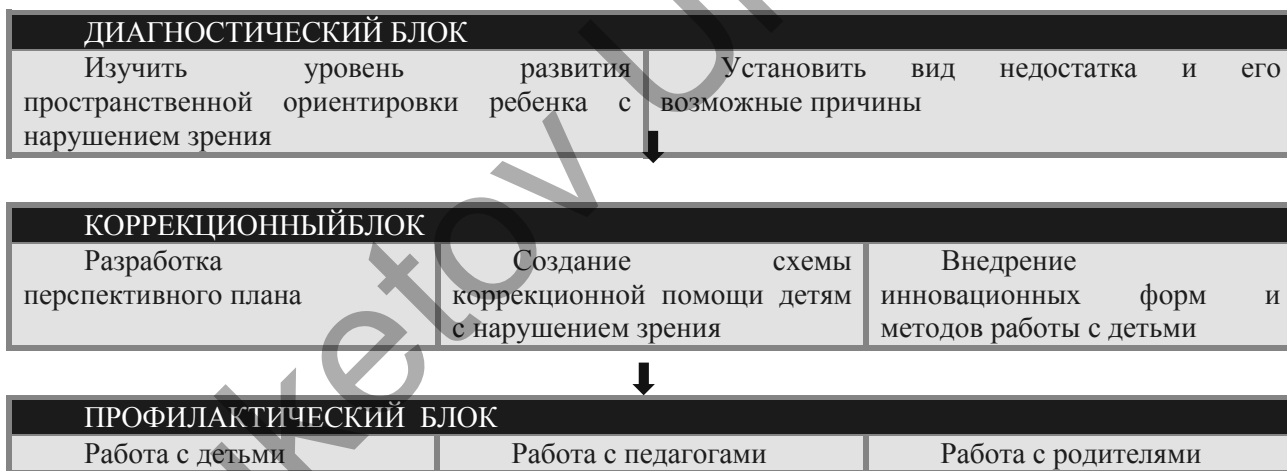 ДИАГНОСТИЧЕСКИЙ БЛОК
Изучить уровень развития
пространственной ориентировки ребенка с
нарушением зрения
Установить вид недостатка и его
возможные причины
КОРРЕКЦИОННЫЙБЛОК
Разработка
перспективного плана
Создание схемы
коррекционной помощи детям
с нарушением зрения
Внедрение
инновационных форм и
методов работы с детьми
ПРОФИЛАКТИЧЕСКИЙ БЛОК
Работа с детьми
Работа с педагогами
Работа с родителями